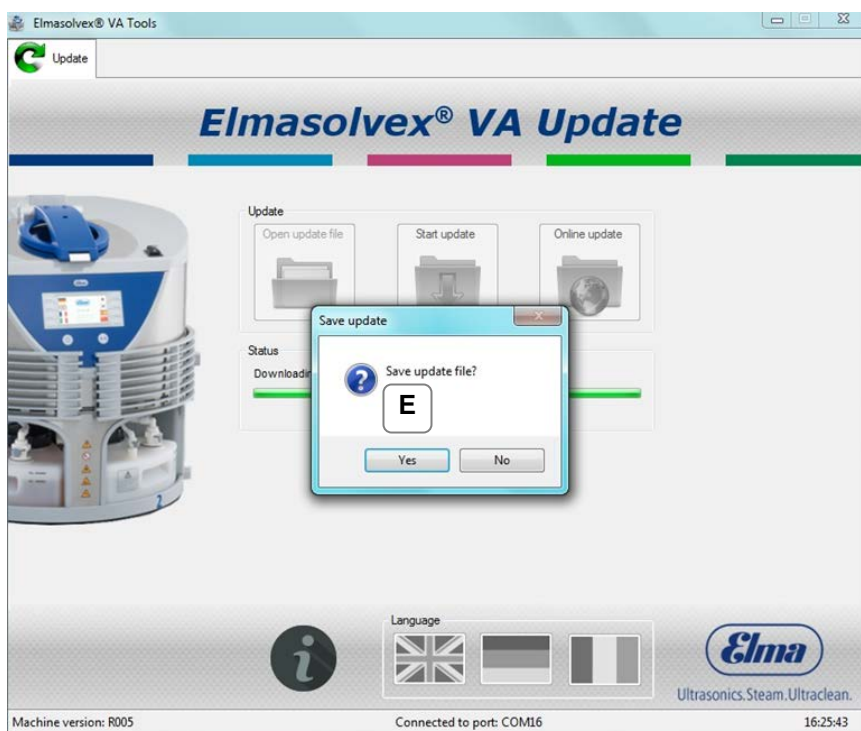 Elmasolvex® VA Tools
Update
Elmasolvex® VA Update
Update
Open update file
Start update
Online update
Save update
Status
Save update file?
E
Yes
No
2
Language
i
Elma
Ultrasonics.Steam.Ultraclean.
Machine version: R005
Connected to port: COM16
16:25:43